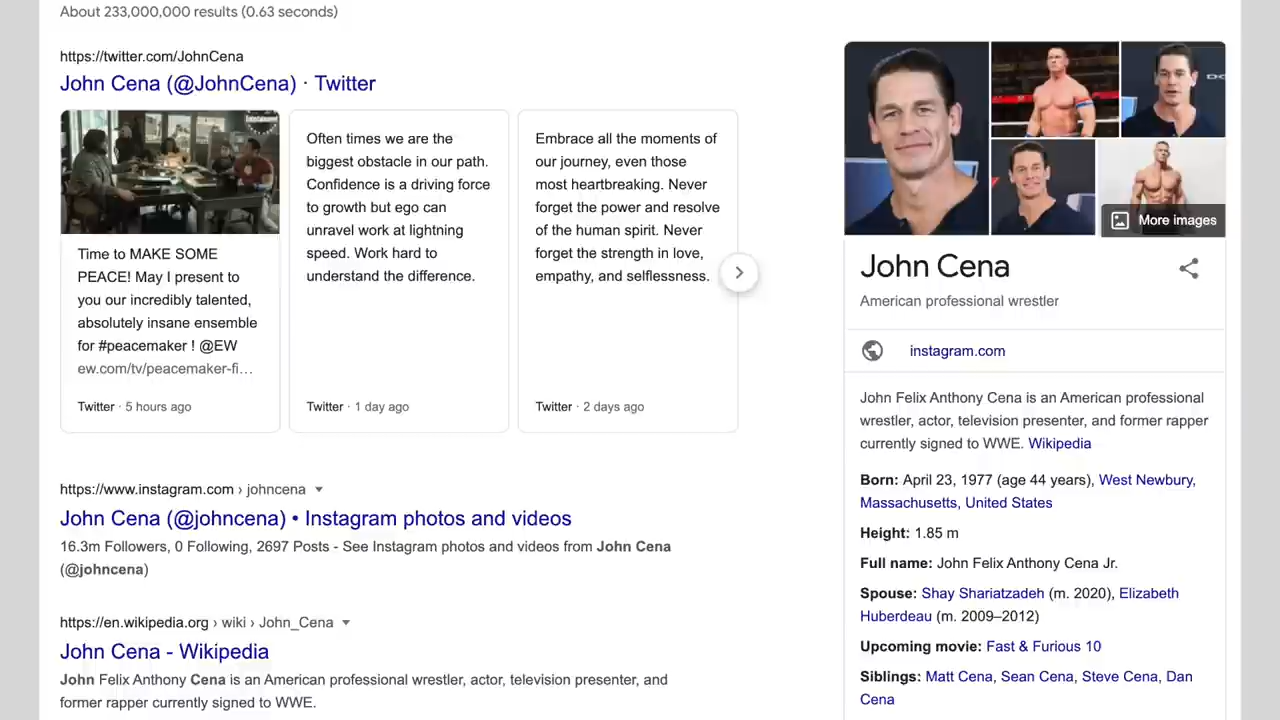 About 233,000,000 results (0.63 seconds)
https://twitter.com/JohnCena
John Cena (@JohnCena) · Twitter
Entertainment
Time to MAKE SOME
PEACE! May I present to
you our incredibly talented,
absolutely insane ensemble
for #peacemaker ! @EW
ew.com/tv/peacemaker-fi…
Twitter · 5 hours ago
Often times we are the
biggest obstacle in our path.
Confidence is a driving force
to growth but ego can
unravel work at lightning
speed. Work hard to
understand the difference.
Twitter · 1 day ago
Embrace all the moments of
our journey, even those
most heartbreaking. Never
forget the power and resolve
of the human spirit. Never
forget the strength in love,
empathy, and selflessness.
Twitter · 2 days ago
https://www.instagram.com › johncena
John Cena (@johncena) • Instagram photos and videos
16.3m Followers, 0 Following, 2697 Posts - See Instagram photos and videos from John Cena
(@johncena)
https://en.wikipedia.org › wiki › John_Cena
John Cena - Wikipedia
John Felix Anthony Cena is an American professional wrestler, actor, television presenter, and
former rapper currently signed to WWE.
More images
John Cena
American professional wrestler
instagram.com
John Felix Anthony Cena is an American professional
wrestler, actor, television presenter, and former rapper
currently signed to WWE. Wikipedia
Born: April 23, 1977 (age 44 years), West Newbury,
Massachusetts, United States
Height: 1.85 m
Full name: John Felix Anthony Cena Jr.
Spouse: Shay Shariatzadeh (m. 2020), Elizabeth
Huberdeau (m. 2009–2012)
Upcoming movie: Fast & Furious 10
Siblings: Matt Cena, Sean Cena, Steve Cena, Dan
Cena